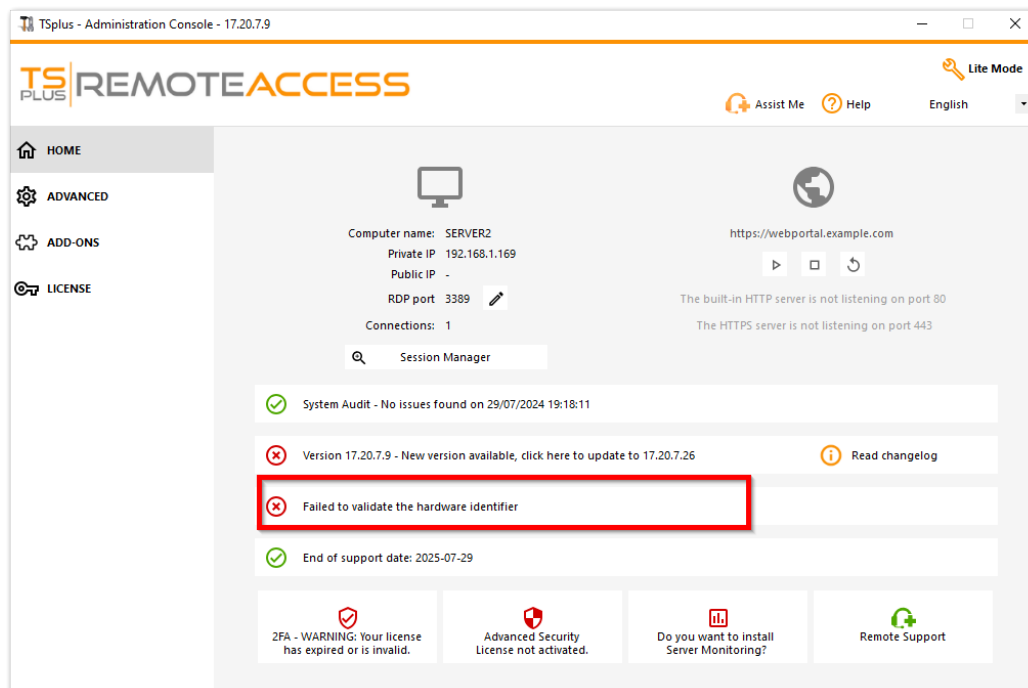 TSplus - Administration Console - 17.20.7.9
TS PLUS REMOTEACCESS
Lite Mode
Assist Me
Help
English
HOME
ADVANCED
ADD-ONS
LICENSE
Computer name: SERVER2
Private IP 192.168.1.169
Public IP -
RDP port 3389
Connections: 1
Session Manager
https://webportal.example.com
The built-in HTTP server is not listening on port 80
The HTTPS server is not listening on port 443
System Audit - No issues found on 29/07/2024 19:18:11
Version 17.20.7.9 - New version available, click here to update to 17.20.7.26
Read changelog
Failed to validate the hardware identifier
End of support date: 2025-07-29
2FA - WARNING: Your license
has expired or is invalid.
Advanced Security
License not activated.
Do you want to install
Server Monitoring?
Remote Support